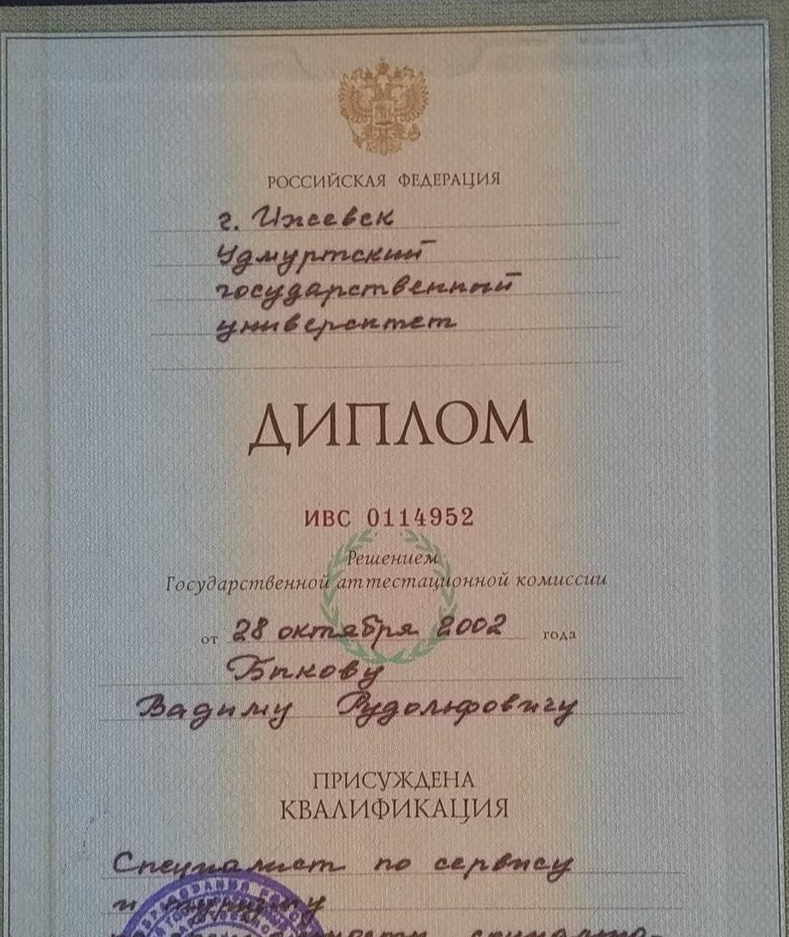 РОССИЙСКАЯ ФЕДЕРАЦИЯ
г. Ижевск
Удмуртский
государственный
университет
ДИПЛОМ
ИВС 0114952
Решением
Государственной аттестационной комиссии
от 28 октября 2002 года
Вадиму Рудольфовичу
ПРИСУЖДЕНА
КВАЛИФИКАЦИЯ
Специалист по сервису
и туризму